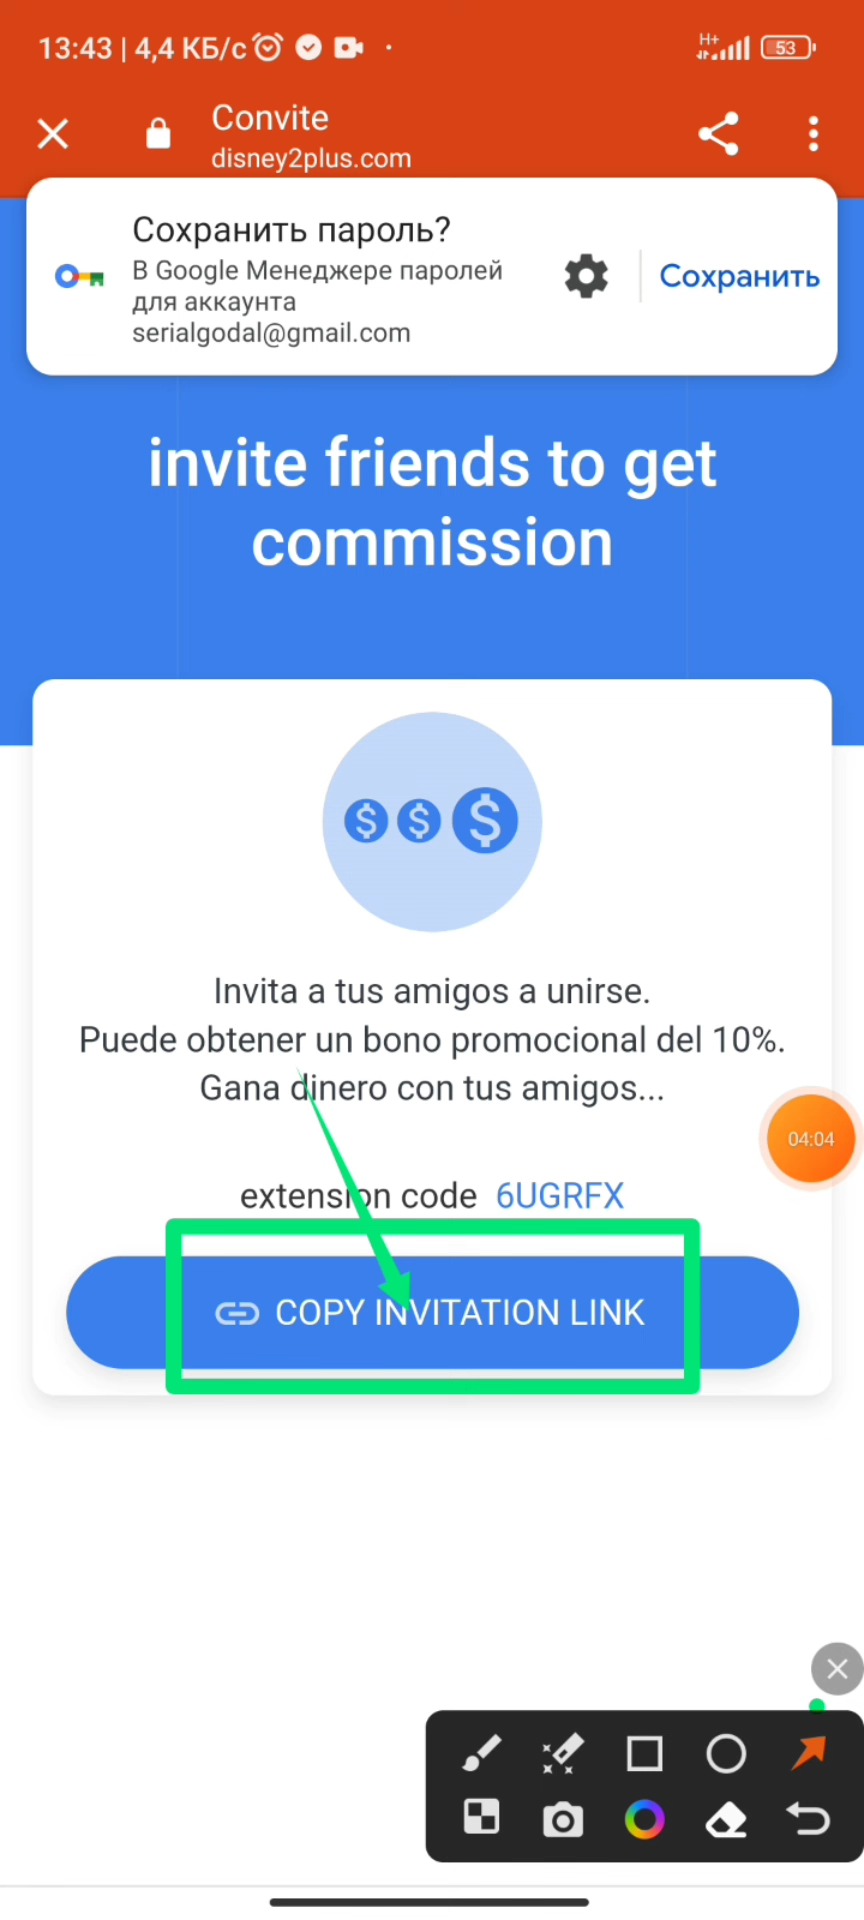 13:43 | 4,4 КБ/с
H+
53
Convite
disney2plus.com
Сохранить пароль?
В Google Менеджере паролей
для аккаунта
serialgodal@gmail.com
Сохранить
invite friends to get
commission
Invita a tus amigos a unirse.
Puede obtener un bono promocional del 10%.
Gana dinero con tus amigos...
04:04
extension code 6UGRFX
COPY INVITATION LINK